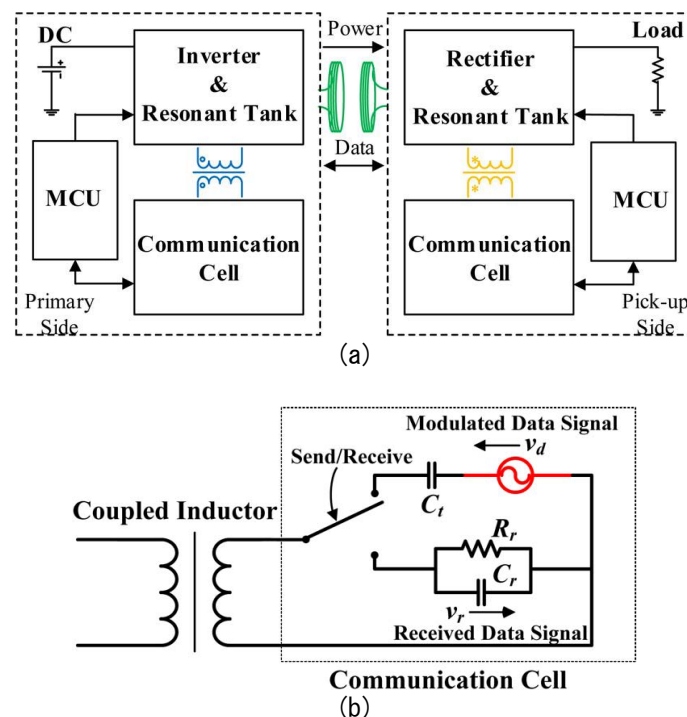 DC
+
Inverter
&
Resonant Tank
Power
Data
Rectifier
&
Resonant Tank
Load
MCU
Communication
Cell
Primary
Side
*
*
Communication
Cell
MCU
Pick-up
Side
(a)
Modulated Data Signal
v_d
Send/Receive
C_t
Coupled Inductor
R_r
C_r
v_r
Received Data Signal
Communication Cell
(b)